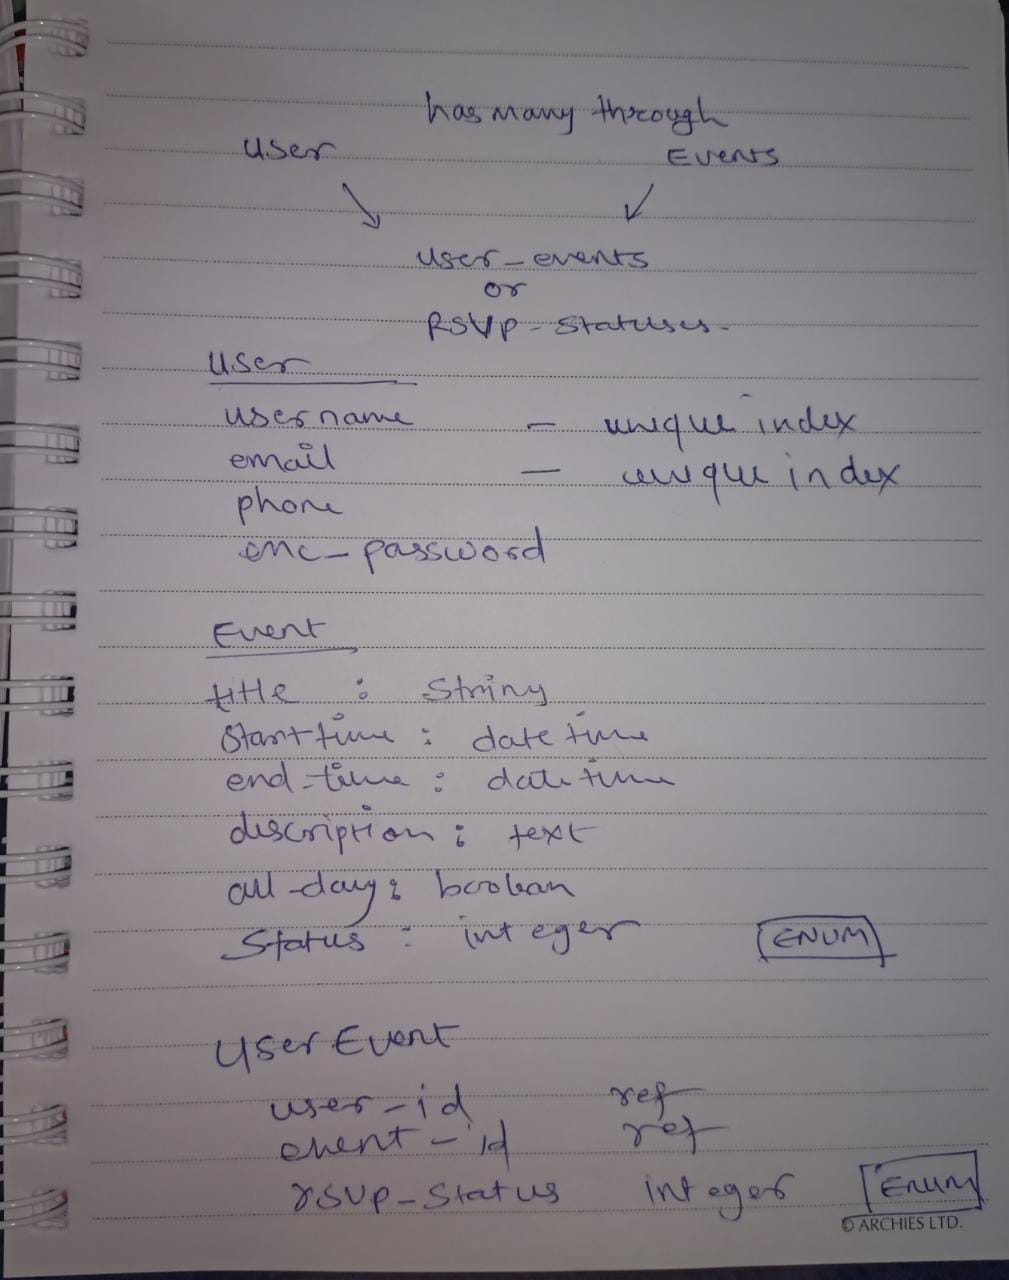 has many through
User Events
user-events
or
RSVP-statuses.
User
username - unique index
email - unique index
phone
enc-password
Event
title : String
start time : date time
end-time : date time
description : text
all-day : boolean
Status : integer ENUM
User Event
user-id ref
event-id ref
rsvp-status integer ENUM
© ARCHIES LTD.